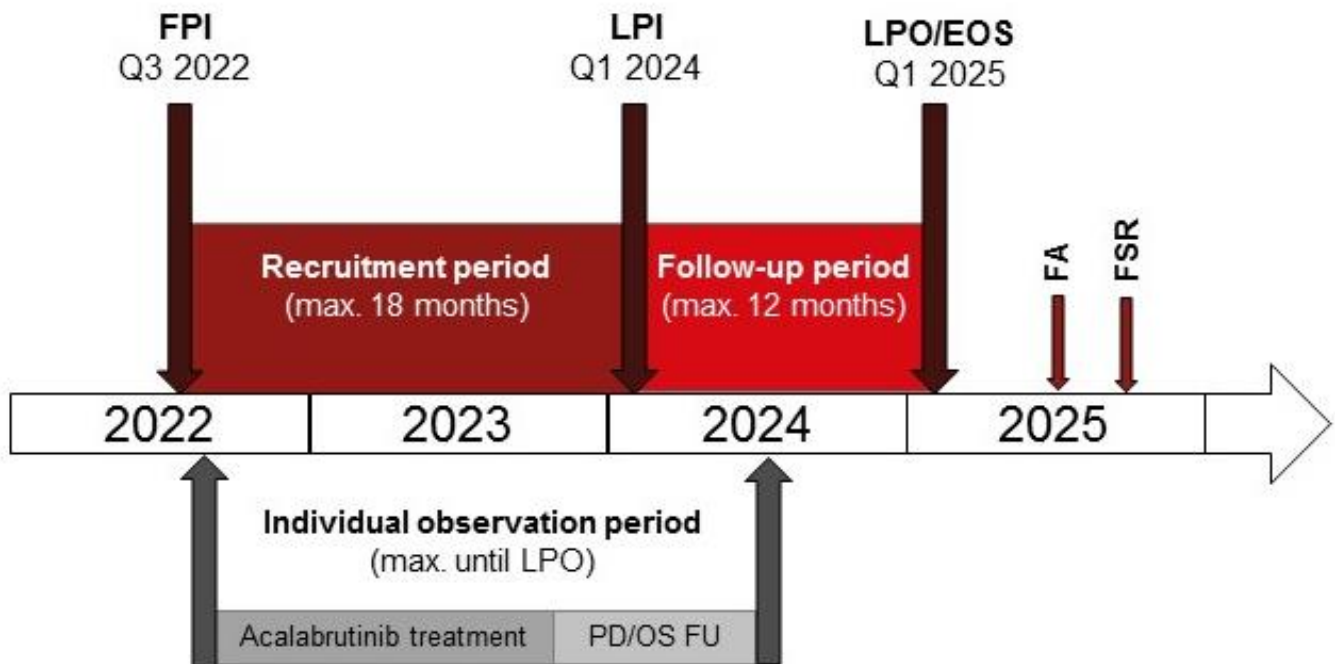 FPI
Q3 2022
LPI
Q1 2024
LPO/EOS
Q1 2025
Recruitment period
(max. 18 months)
Follow-up period
(max. 12 months)
FA
FSR
2022
2023
2024
2025
Individual observation period
(max. until LPO)
Acalabrutinib treatment
PD/OS FU